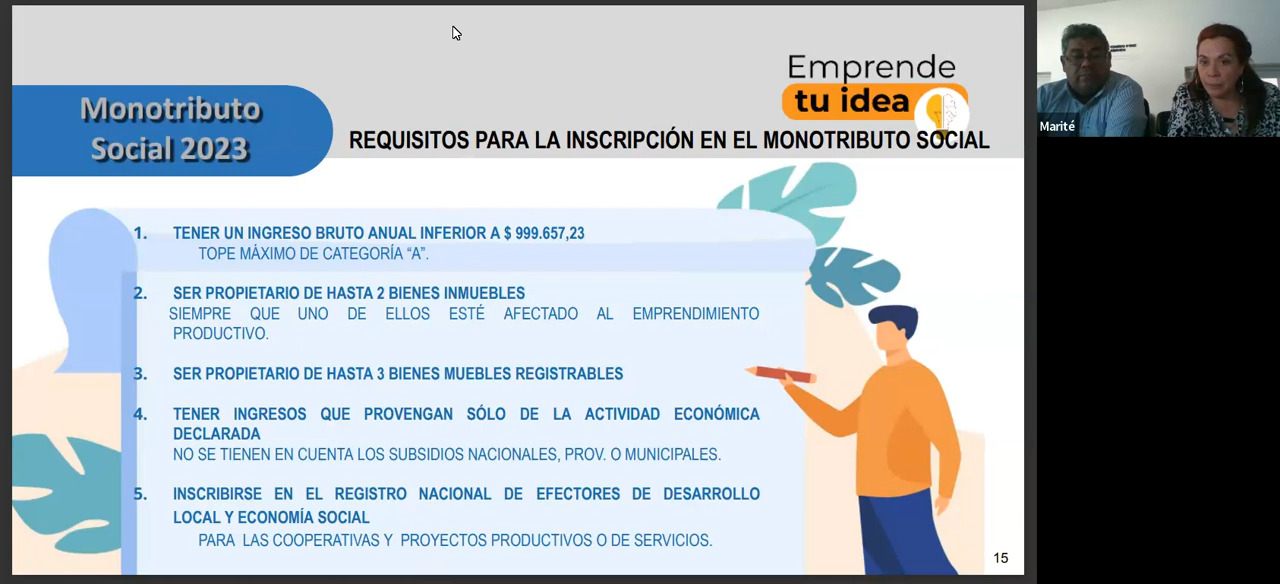 Emprende
tu idea
Monotributo
Social 2023
REQUISITOS PARA LA INSCRIPCIÓN EN EL MONOTRIBUTO SOCIAL
1. TENER UN INGRESO BRUTO ANUAL INFERIOR A $ 999.657,23
TOPE MÁXIMO DE CATEGORÍA “A”.
2. SER PROPIETARIO DE HASTA 2 BIENES INMUEBLES
SIEMPRE QUE UNO DE ELLOS ESTÉ AFECTADO AL EMPRENDIMIENTO
PRODUCTIVO.
3. SER PROPIETARIO DE HASTA 3 BIENES MUEBLES REGISTRABLES
4. TENER INGRESOS QUE PROVENGAN SÓLO DE LA ACTIVIDAD ECONÓMICA
DECLARADA
NO SE TIENEN EN CUENTA LOS SUBSIDIOS NACIONALES, PROV. O MUNICIPALES.
5. INSCRIBIRSE EN EL REGISTRO NACIONAL DE EFECTORES DE DESARROLLO
LOCAL Y ECONOMÍA SOCIAL
PARA LAS COOPERATIVAS Y PROYECTOS PRODUCTIVOS O DE SERVICIOS.
15
Marité